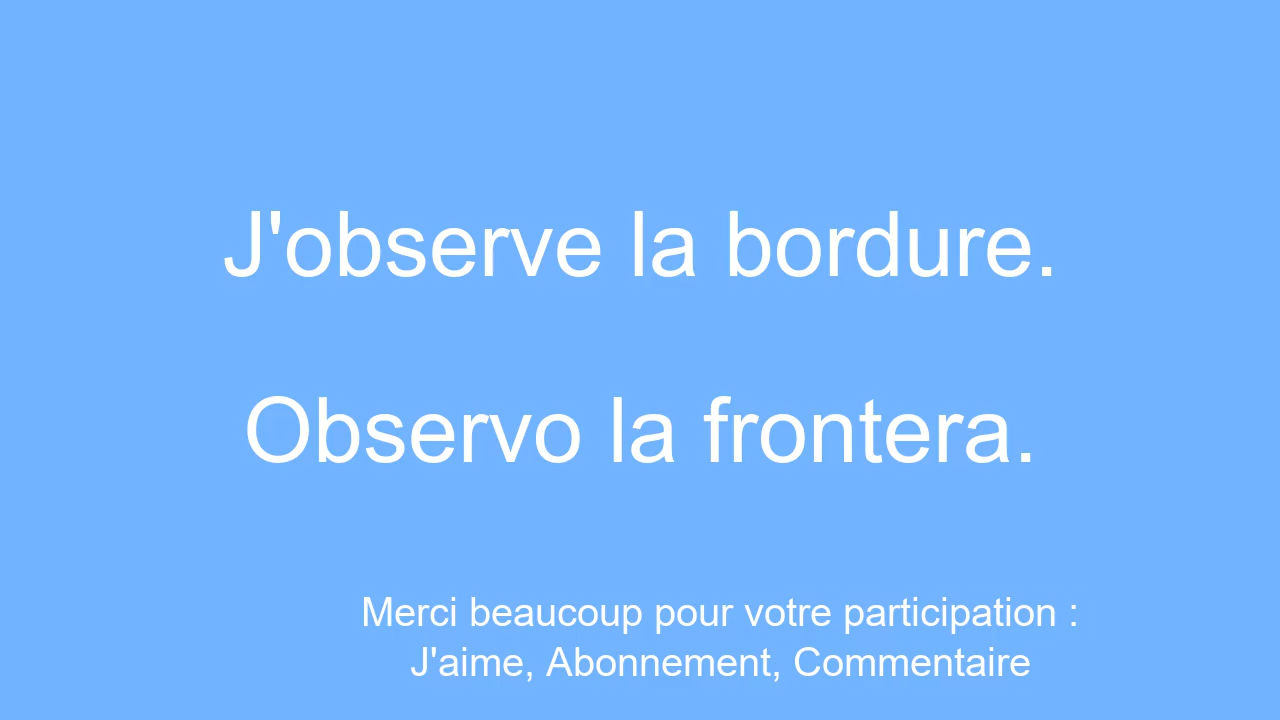 J'observe la bordure.
Observo la frontera.
Merci beaucoup pour votre participation :
J'aime, Abonnement, Commentaire